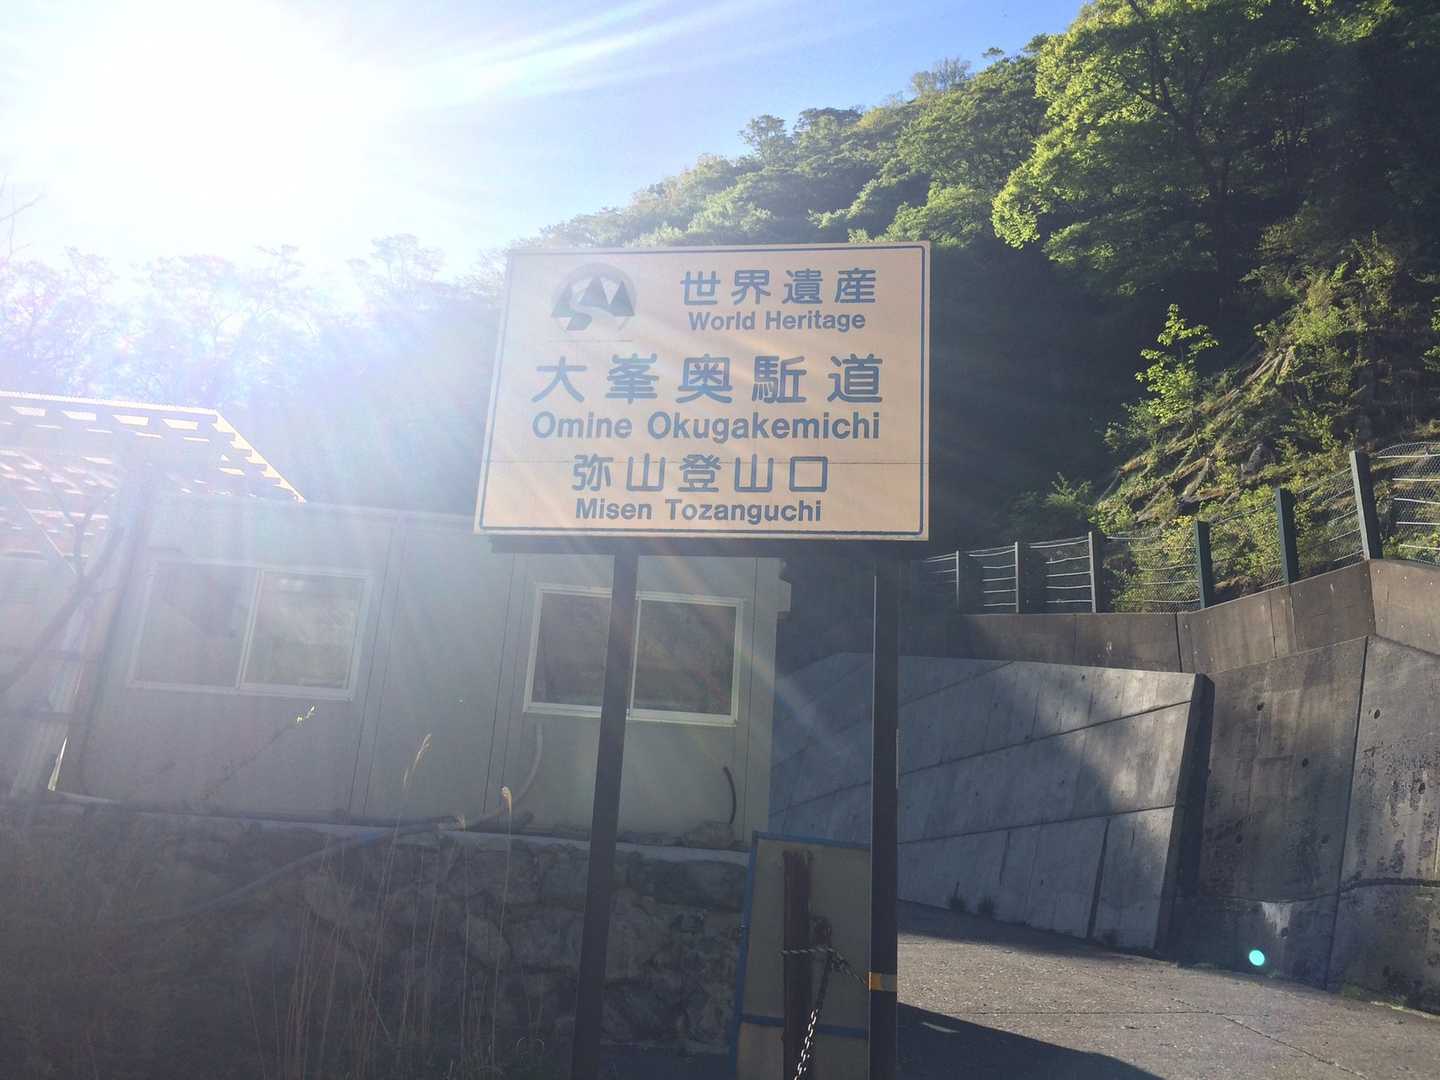 世界遺産
World Heritage
大峯奥駈道
Omine Okugakemichi
弥山登山口
Misen Tozanguchi